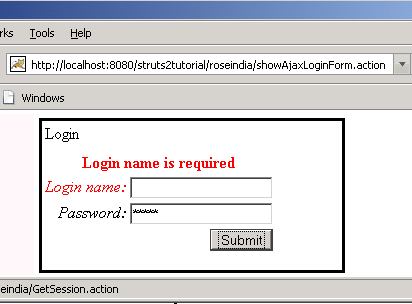 rks Tools Help
http://localhost:8080/struts2tutorial/roseindia/showAjaxLoginForm.action
Windows
Login
Login name is required
Login name:
Password: *****
Submit
eindia/GetSession.action